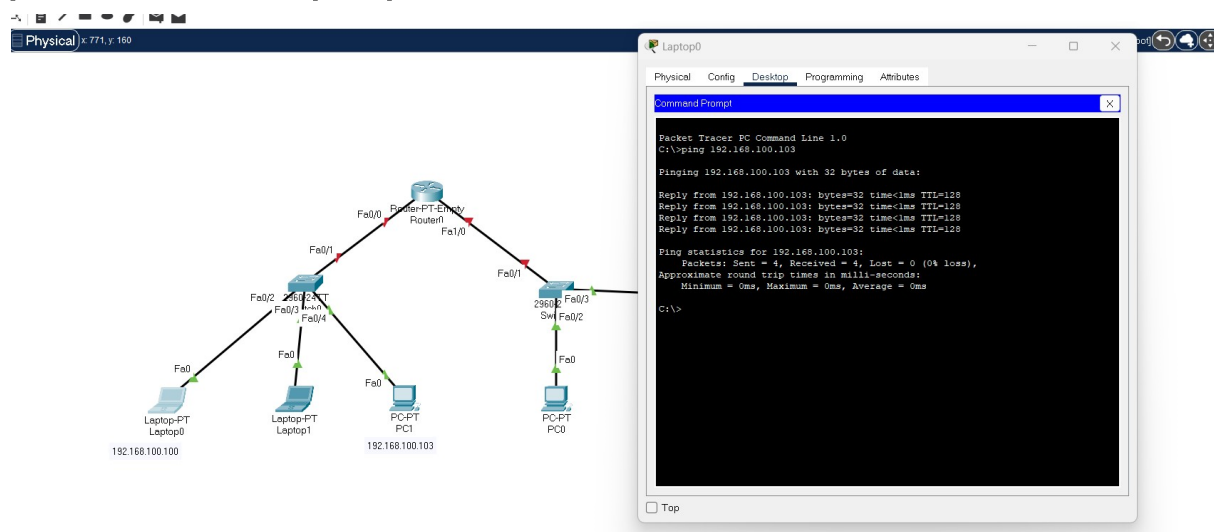 Physical x: 771, y: 160
oot]
Laptop0
Physical Config Desktop Programming Attributes
Command Prompt X
Packet Tracer PC Command Line 1.0
C:\>ping 192.168.100.103
Pinging 192.168.100.103 with 32 bytes of data:
Reply from 192.168.100.103: bytes=32 time<1ms TTL=128
Reply from 192.168.100.103: bytes=32 time<1ms TTL=128
Reply from 192.168.100.103: bytes=32 time<1ms TTL=128
Reply from 192.168.100.103: bytes=32 time<1ms TTL=128
Ping statistics for 192.168.100.103:
Packets: Sent = 4, Received = 4, Lost = 0 (0% loss),
Approximate round trip times in milli-seconds:
Minimum = 0ms, Maximum = 0ms, Average = 0ms
C:\>
Top
Router-PT-Empty
Router0
Fa0/0
Fa1/0
Fa0/1
Fa0/1
Fa0/2
Fa0/3
Fa0/4
Fa0/3
Fa0/2
Fa0
Fa0
Fa0
Fa0
Laptop-PT
Laptop0
192.168.100.100
Laptop-PT
Laptop1
PC-PT
PC1
192.168.100.103
PC-PT
PC0